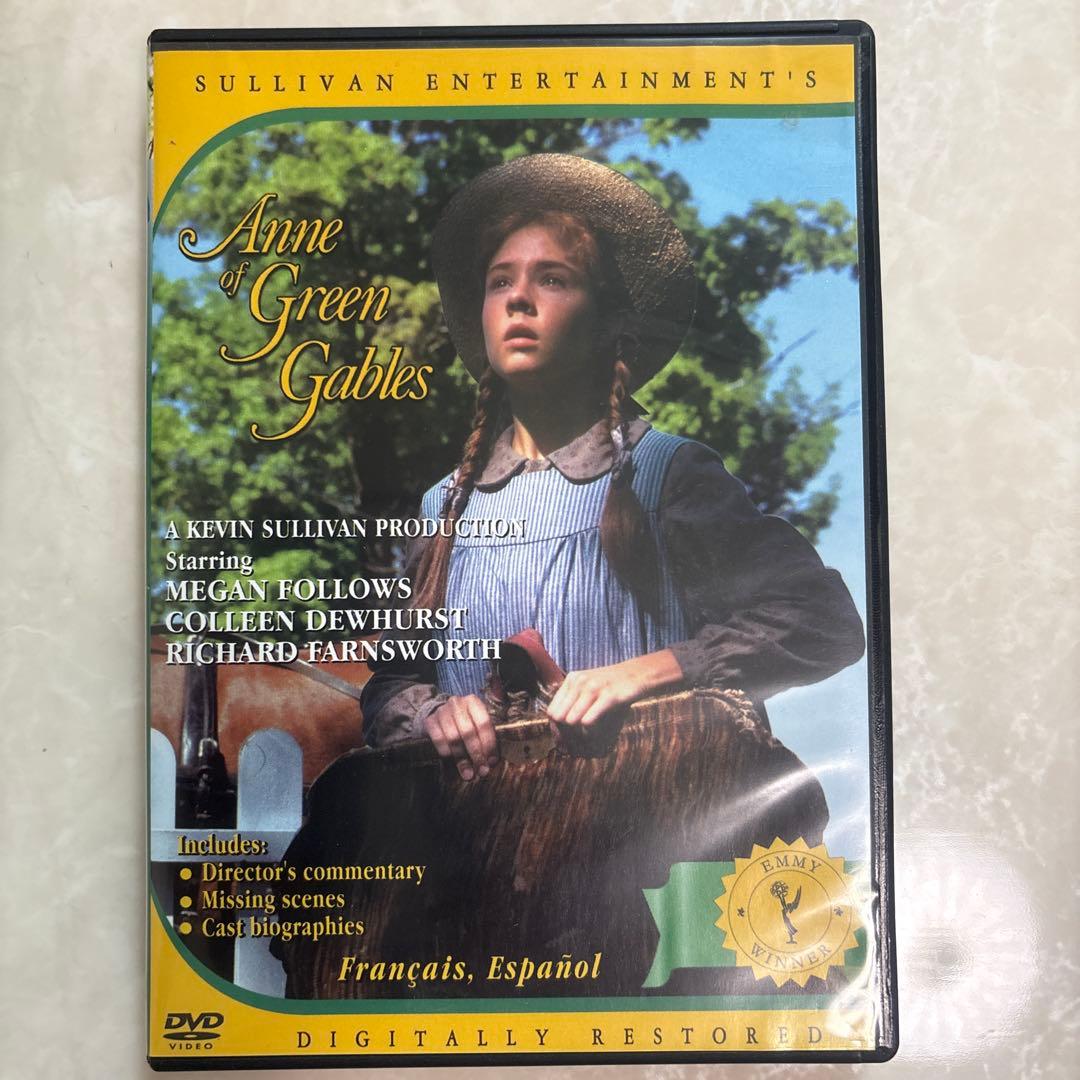 SULLIVAN ENTERTAINMENT'S
Anne
of
Green
Gables
A KEVIN SULLIVAN PRODUCTION
Starring
MEGAN FOLLOWS
COLLEEN DEWHURST
RICHARD FARNSWORTH
Includes:
• Director's commentary
• Missing scenes
• Cast biographies
Français, Español
EMMY
WINNER
DVD
VIDEO
DIGITALLY RESTORED